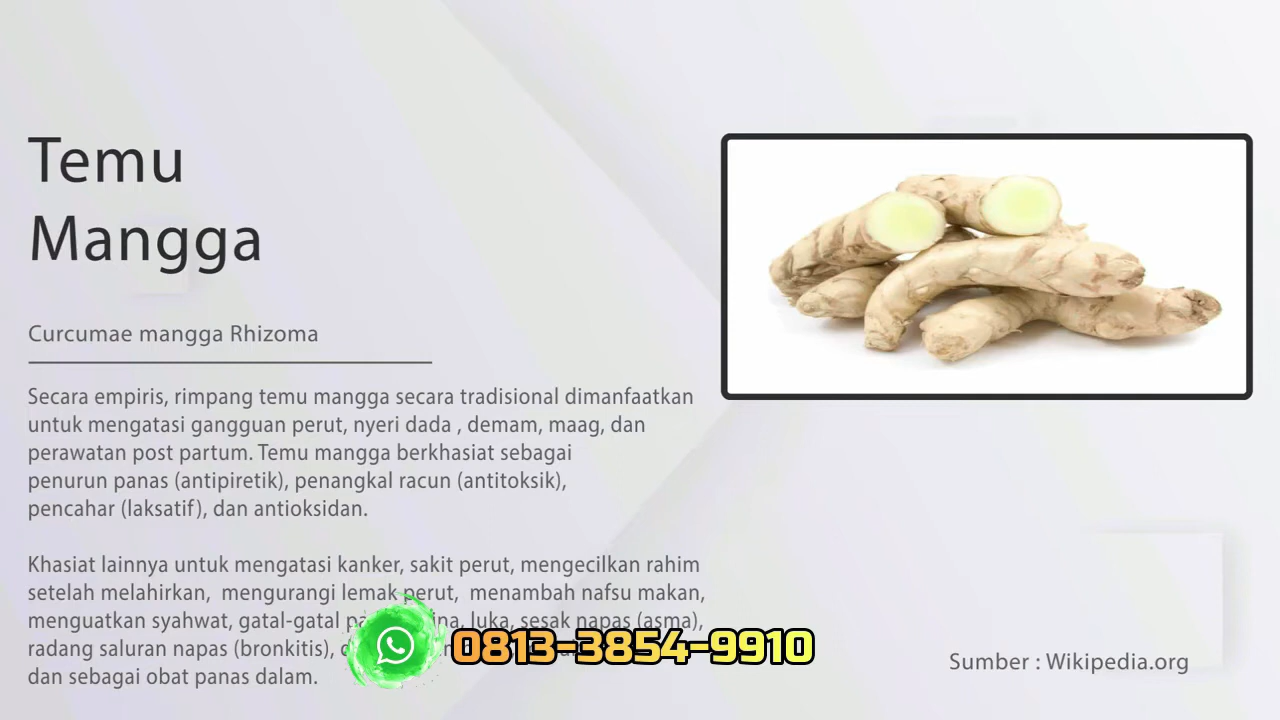 Temu
Mangga
Curcumae mangga Rhizoma
Secara empiris, rimpang temu mangga secara tradisional dimanfaatkan
untuk mengatasi gangguan perut, nyeri dada , demam, maag, dan
perawatan post partum. Temu mangga berkhasiat sebagai
penurun panas (antipiretik), penangkal racun (antitoksik),
pencahar (laksatif), dan antioksidan.
Khasiat lainnya untuk mengatasi kanker, sakit perut, mengecilkan rahim
setelah melahirkan, mengurangi lemak perut, menambah nafsu makan,
menguatkan syahwat, gatal-gatal luka, sesak napas (asma),
radang saluran napas (bronkitis),
dan sebagai obat panas dalam.
0813-3854-9910
Sumber : Wikipedia.org